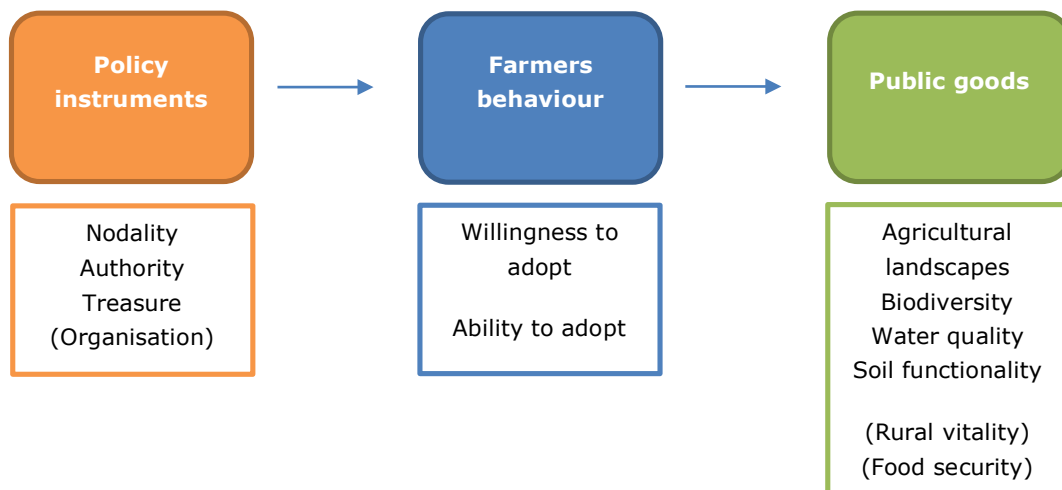 Policy
instruments
Farmers
behaviour
Public goods
Nodality
Authority
Treasure
(Organisation)
Willingness to
adopt
Ability to adopt
Agricultural
landscapes
Biodiversity
Water quality
Soil functionality
(Rural vitality)
(Food security)